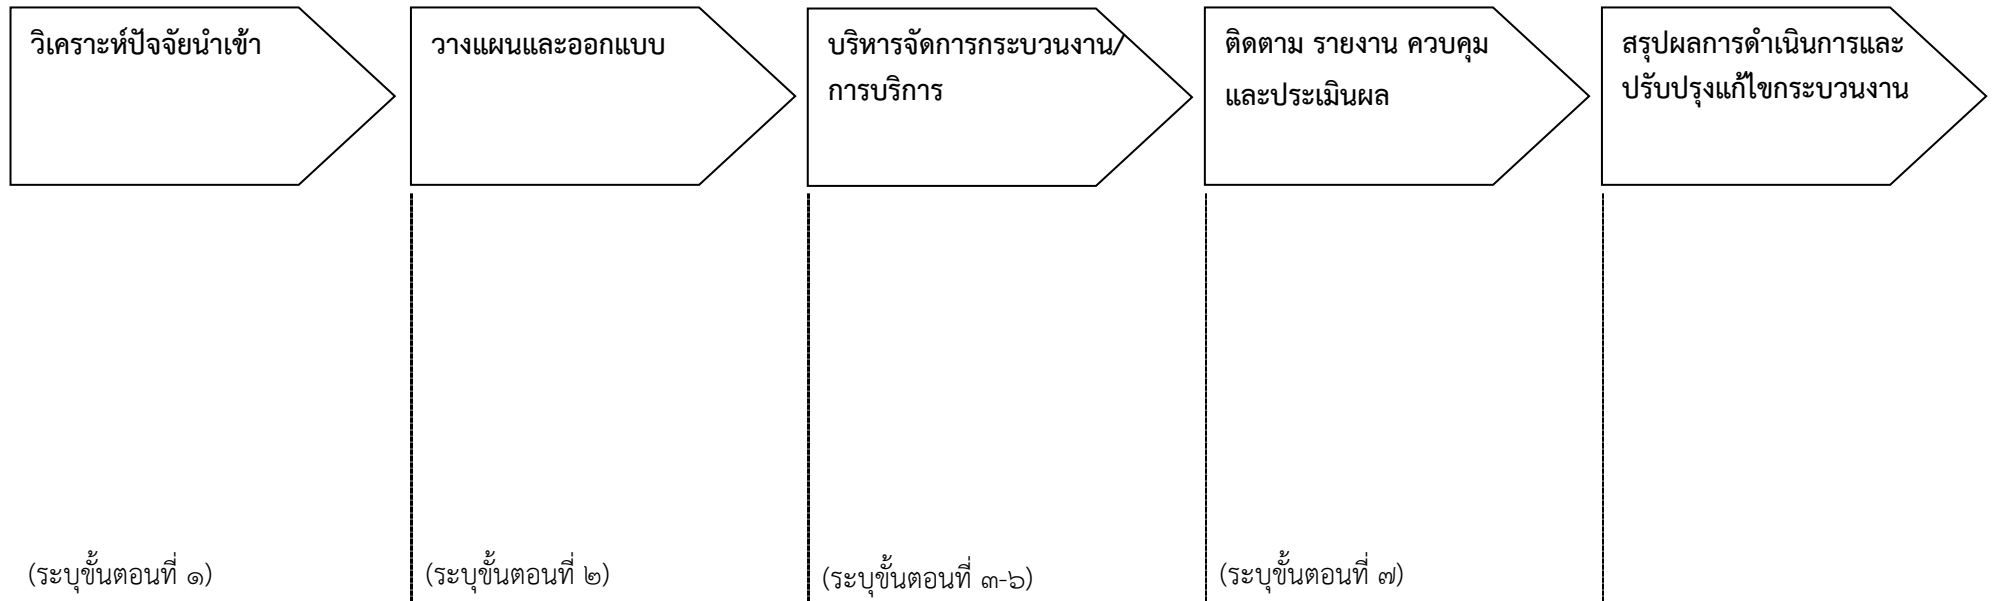 วิเคราะห์ปัจจัยนำเข้า
วางแผนและออกแบบ
บริหารจัดการกระบวนงาน/
การบริการ
ติดตาม รายงาน ควบคุม
และประเมินผล
สรุปผลการดำเนินการและ
ปรับปรุงแก้ไขกระบวนงาน
(ระบุขั้นตอนที่ ๑)
(ระบุขั้นตอนที่ ๒)
(ระบุขั้นตอนที่ ๓-๖)
(ระบุขั้นตอนที่ ๗)